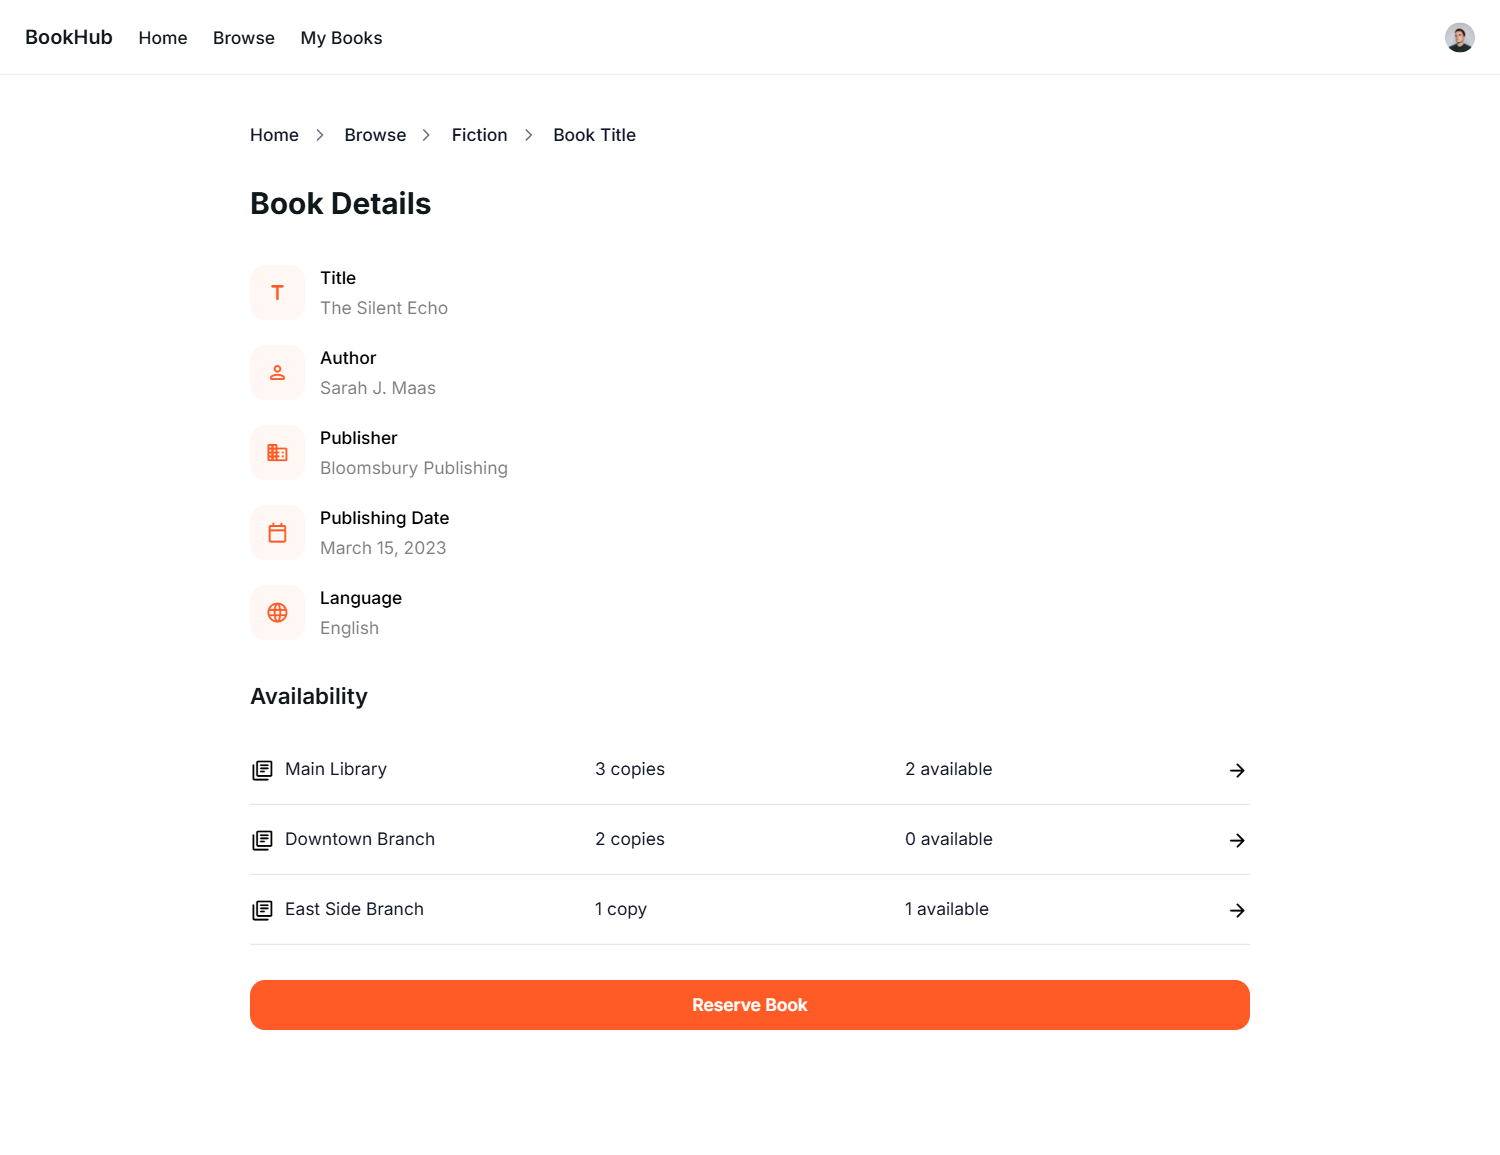 BookHub Home Browse My Books
Home Browse Fiction Book Title
Book Details
Title
The Silent Echo
Author
Sarah J. Maas
Publisher
Bloomsbury Publishing
Publishing Date
March 15, 2023
Language
English
Availability
Main Library 3 copies 2 available
Downtown Branch 2 copies 0 available
East Side Branch 1 copy 1 available
Reserve Book